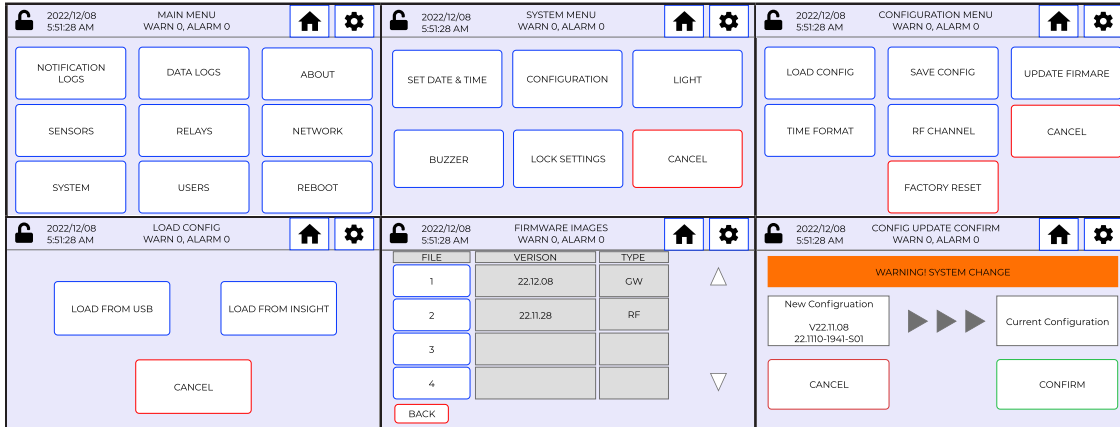 2022/12/08
5:51:28 AM
MAIN MENU
WARN 0, ALARM 0
NOTIFICATION
LOGS
DATA LOGS
ABOUT
SENSORS
RELAYS
NETWORK
SYSTEM
USERS
REBOOT
2022/12/08
5:51:28 AM
SYSTEM MENU
WARN 0, ALARM 0
SET DATE & TIME
CONFIGURATION
LIGHT
BUZZER
LOCK SETTINGS
CANCEL
2022/12/08
5:51:28 AM
CONFIGURATION MENU
WARN 0, ALARM 0
LOAD CONFIG
SAVE CONFIG
UPDATE FIRMARE
TIME FORMAT
RF CHANNEL
CANCEL
FACTORY RESET
2022/12/08
5:51:28 AM
LOAD CONFIG
WARN 0, ALARM 0
LOAD FROM USB
LOAD FROM INSIGHT
CANCEL
2022/12/08
5:51:28 AM
FIRMWARE IMAGES
WARN 0, ALARM 0
FILE VERISON TYPE
1 22.12.08 GW
2 22.11.28 RF
3
4
BACK
2022/12/08
5:51:28 AM
CONFIG UPDATE CONFIRM
WARN 0, ALARM 0
WARNING! SYSTEM CHANGE
New Configruation
V22.11.08
22.1110-1941-S01
Current Configuration
CANCEL
CONFIRM